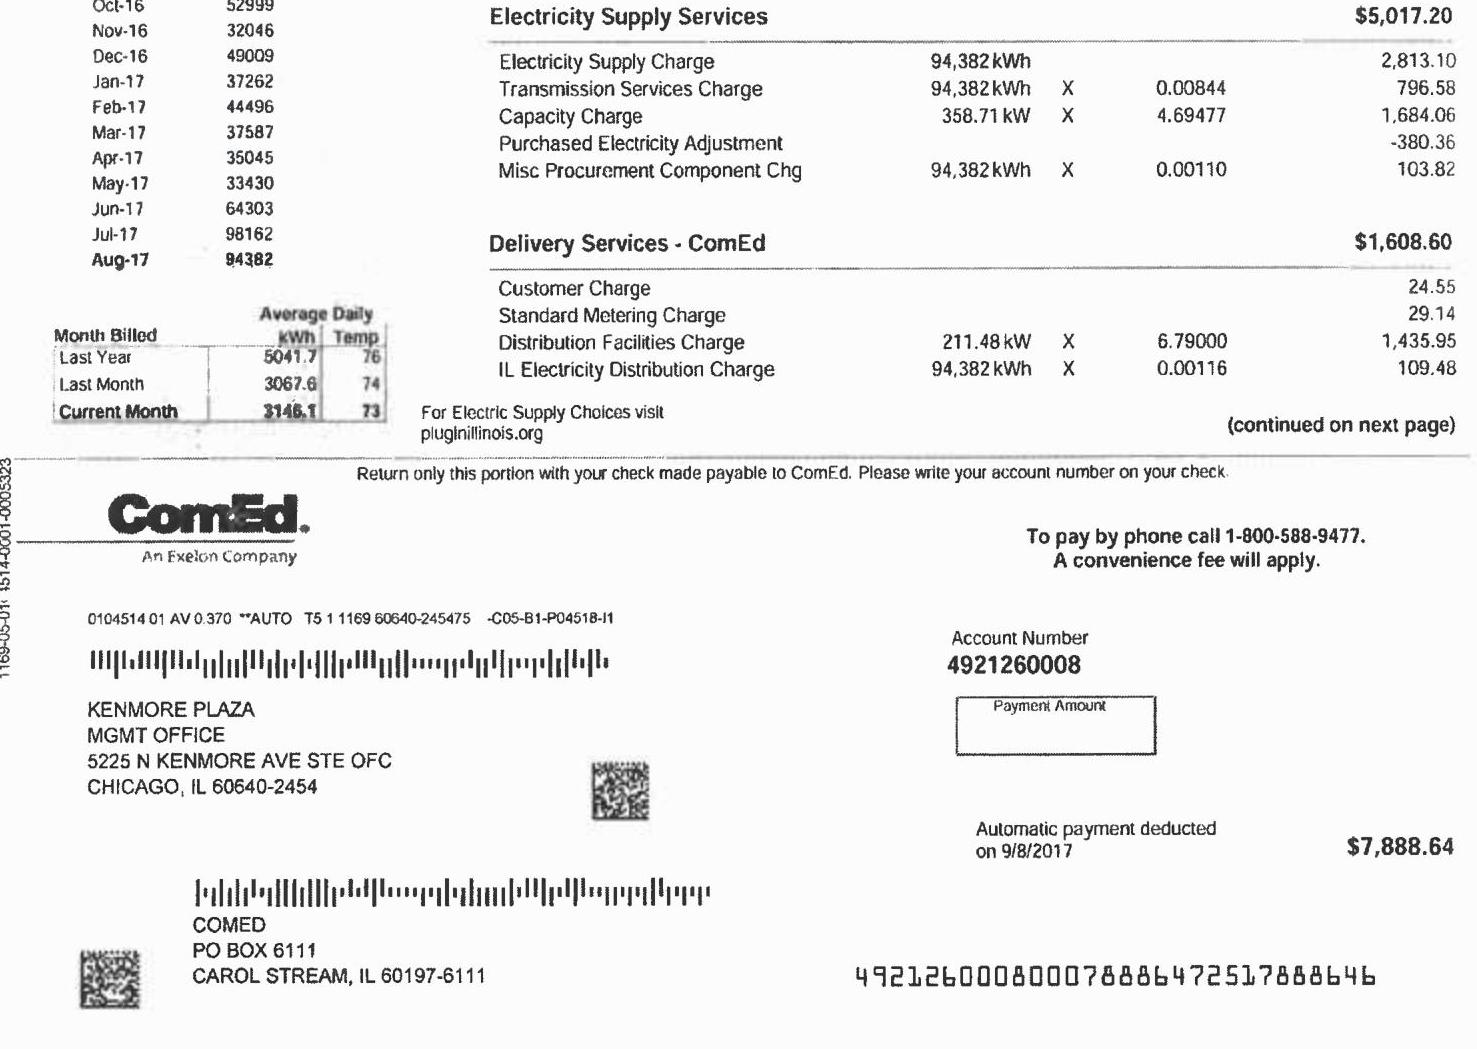 Oct-16 52999
Nov-16 32046
Dec-16 49009
Jan-17 37262
Feb-17 44496
Mar-17 37587
Apr-17 35045
May-17 33430
Jun-17 64303
Jul-17 98162
Aug-17 94382
Average Daily
Month Billed kWh Temp
Last Year 5041.7 76
Last Month 3067.6 74
Current Month 3146.1 73
Electricity Supply Services $5,017.20
Electricity Supply Charge 94,382 kWh 2,813.10
Transmission Services Charge 94,382 kWh X 0.00844 796.58
Capacity Charge 358.71 kW X 4.69477 1,684.06
Purchased Electricity Adjustment -380.36
Misc Procurement Component Chg 94,382 kWh X 0.00110 103.82
Delivery Services - ComEd $1,608.60
Customer Charge 24.55
Standard Metering Charge 29.14
Distribution Facilities Charge 211.48 kW X 6.79000 1,435.95
IL Electricity Distribution Charge 94,382 kWh X 0.00116 109.48
For Electric Supply Choices visit
pluginillinois.org
(continued on next page)
Return only this portion with your check made payable to ComEd. Please write your account number on your check.
ComEd.
An Exelon Company
To pay by phone call 1-800-588-9477.
A convenience fee will apply.
0104514 01 AV 0.370 **AUTO T5 1 1169 60640-245475 -C05-B1-P04518-I1
KENMORE PLAZA
MGMT OFFICE
5225 N KENMORE AVE STE OFC
CHICAGO, IL 60640-2454
Account Number
4921260008
Payment Amount
Automatic payment deducted
on 9/8/2017 $7,888.64
COMED
PO BOX 6111
CAROL STREAM, IL 60197-6111
492126000800078886472517888646